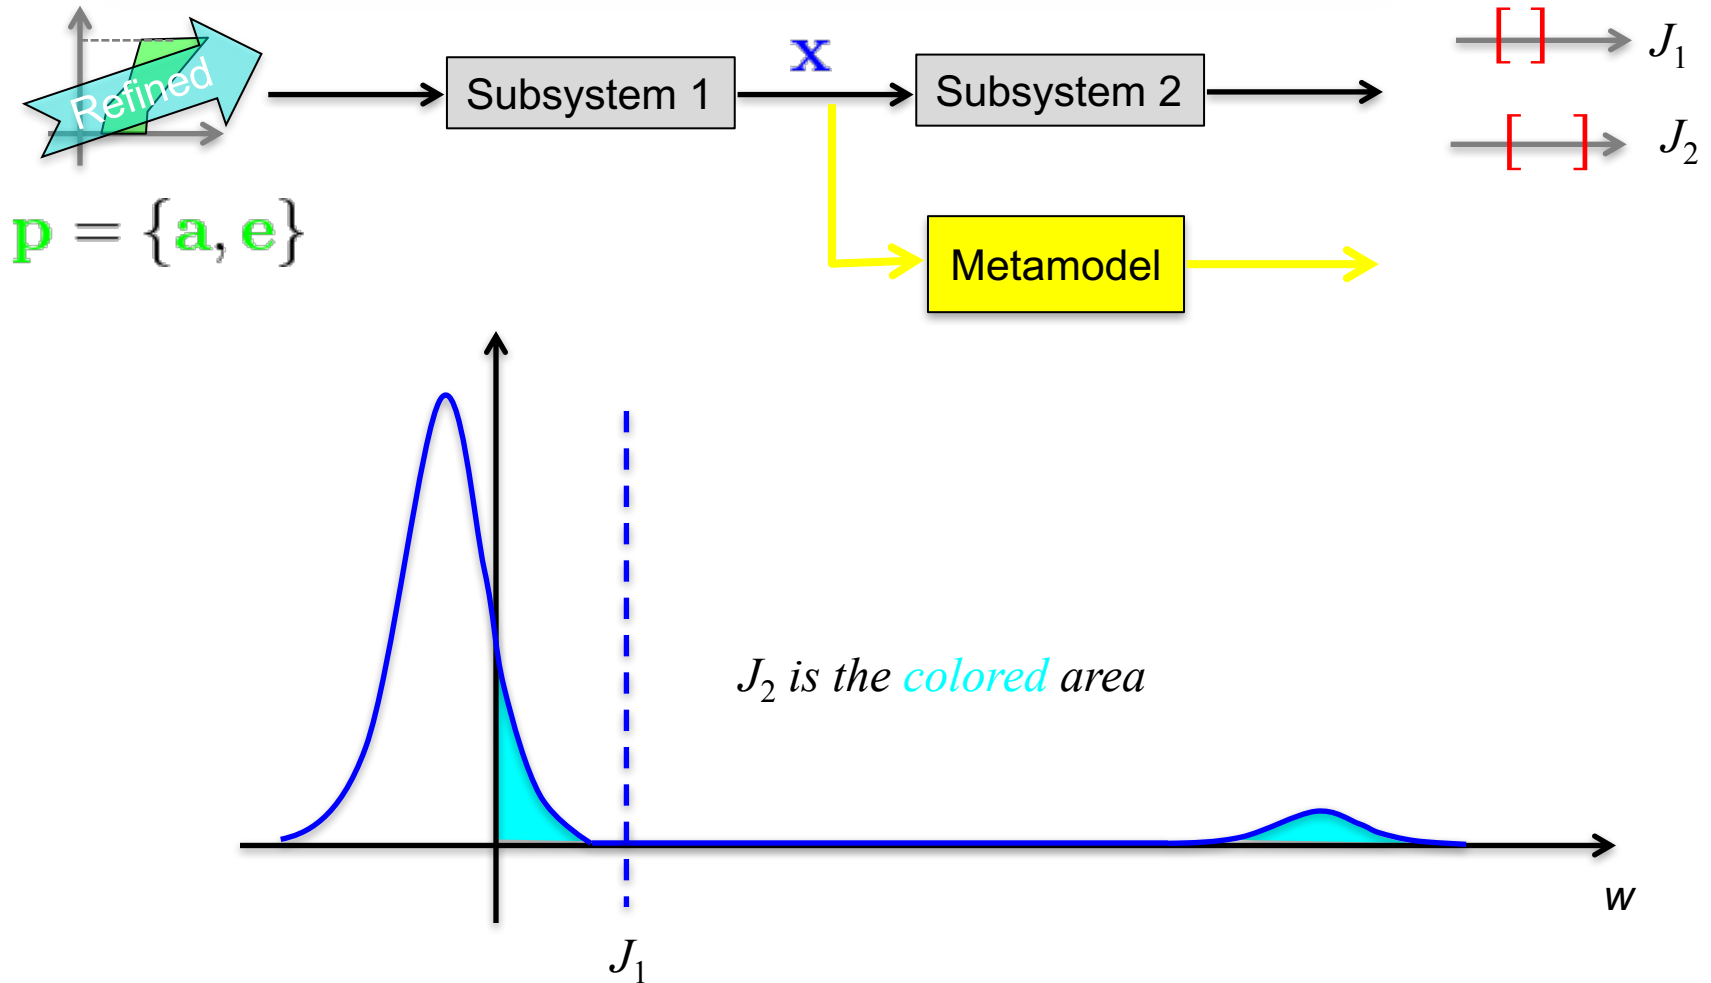 Refined
Subsystem 1
x
Subsystem 2
J₁
J₂
p = {a, e}
Metamodel
J₂ is the colored area
w
J₁